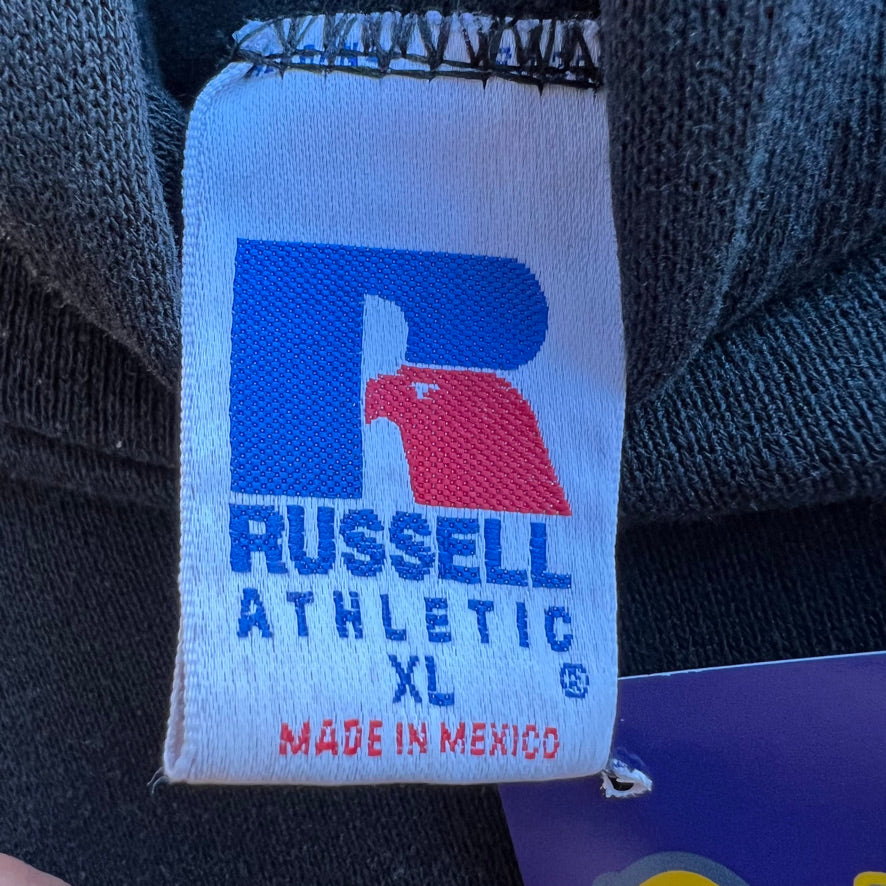 RUSSELL
ATHLETIC
XL ®
MADE IN MEXICO